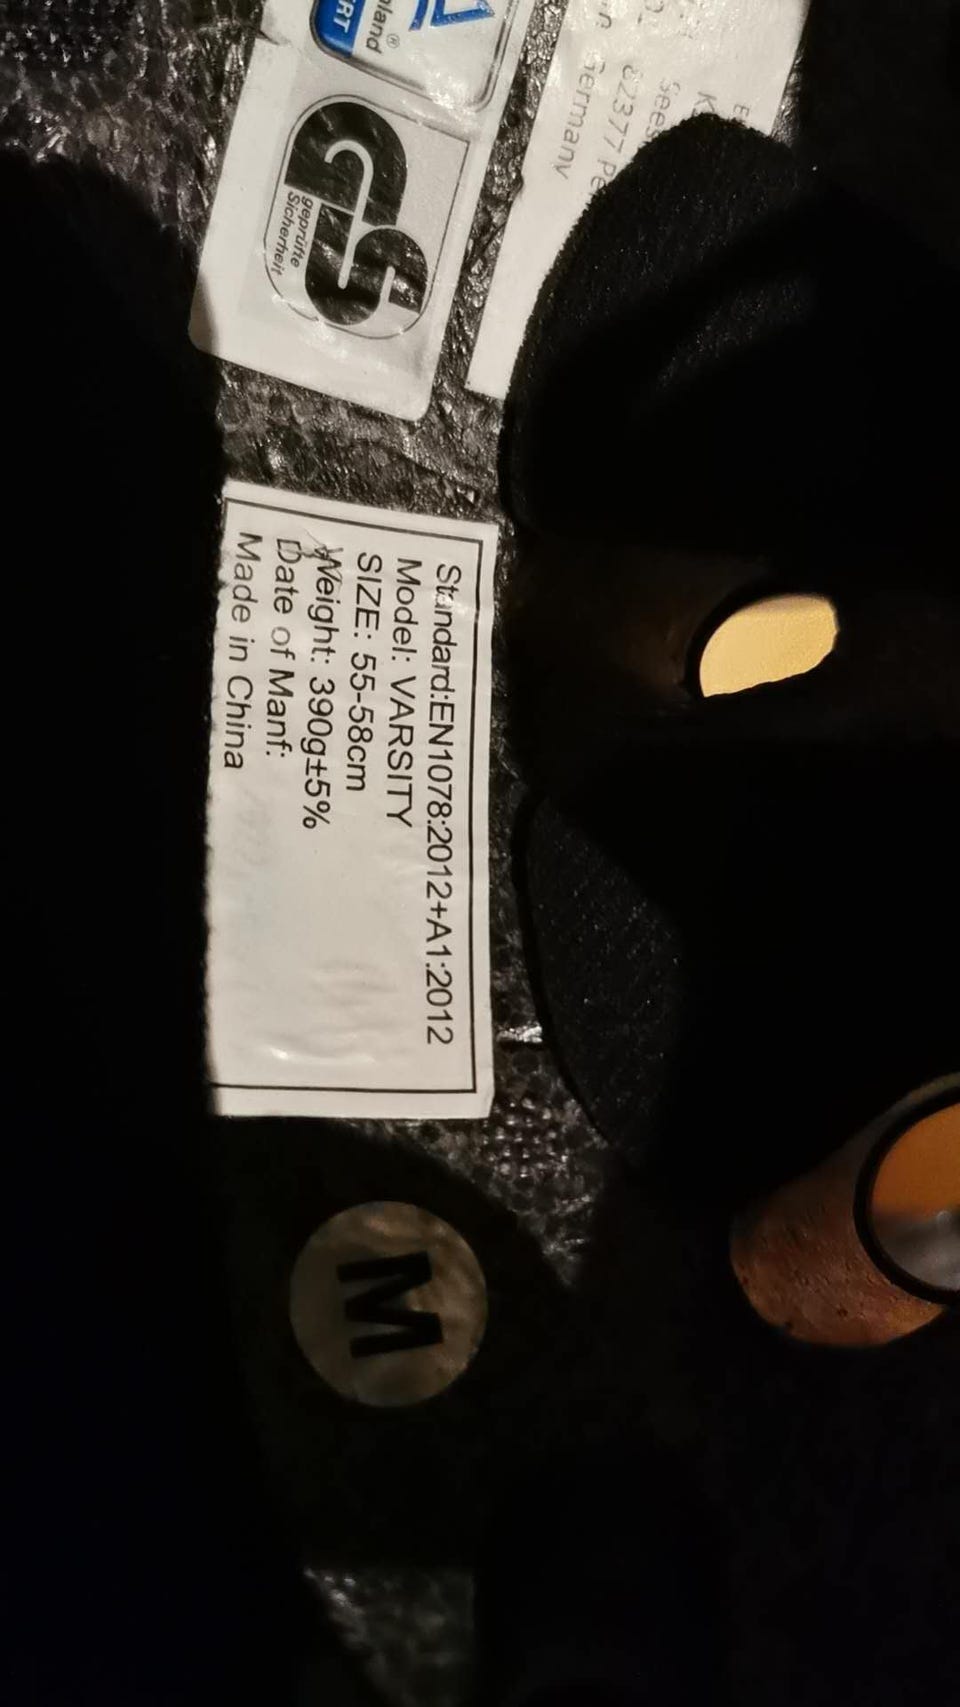 geprüfte
Sicherheit
Germany
82377
Standard:EN1078:2012+A1:2012
Model: VARSITY
SIZE: 55-58cm
Weight: 390g±5%
Date of Manf:
Made in China
M